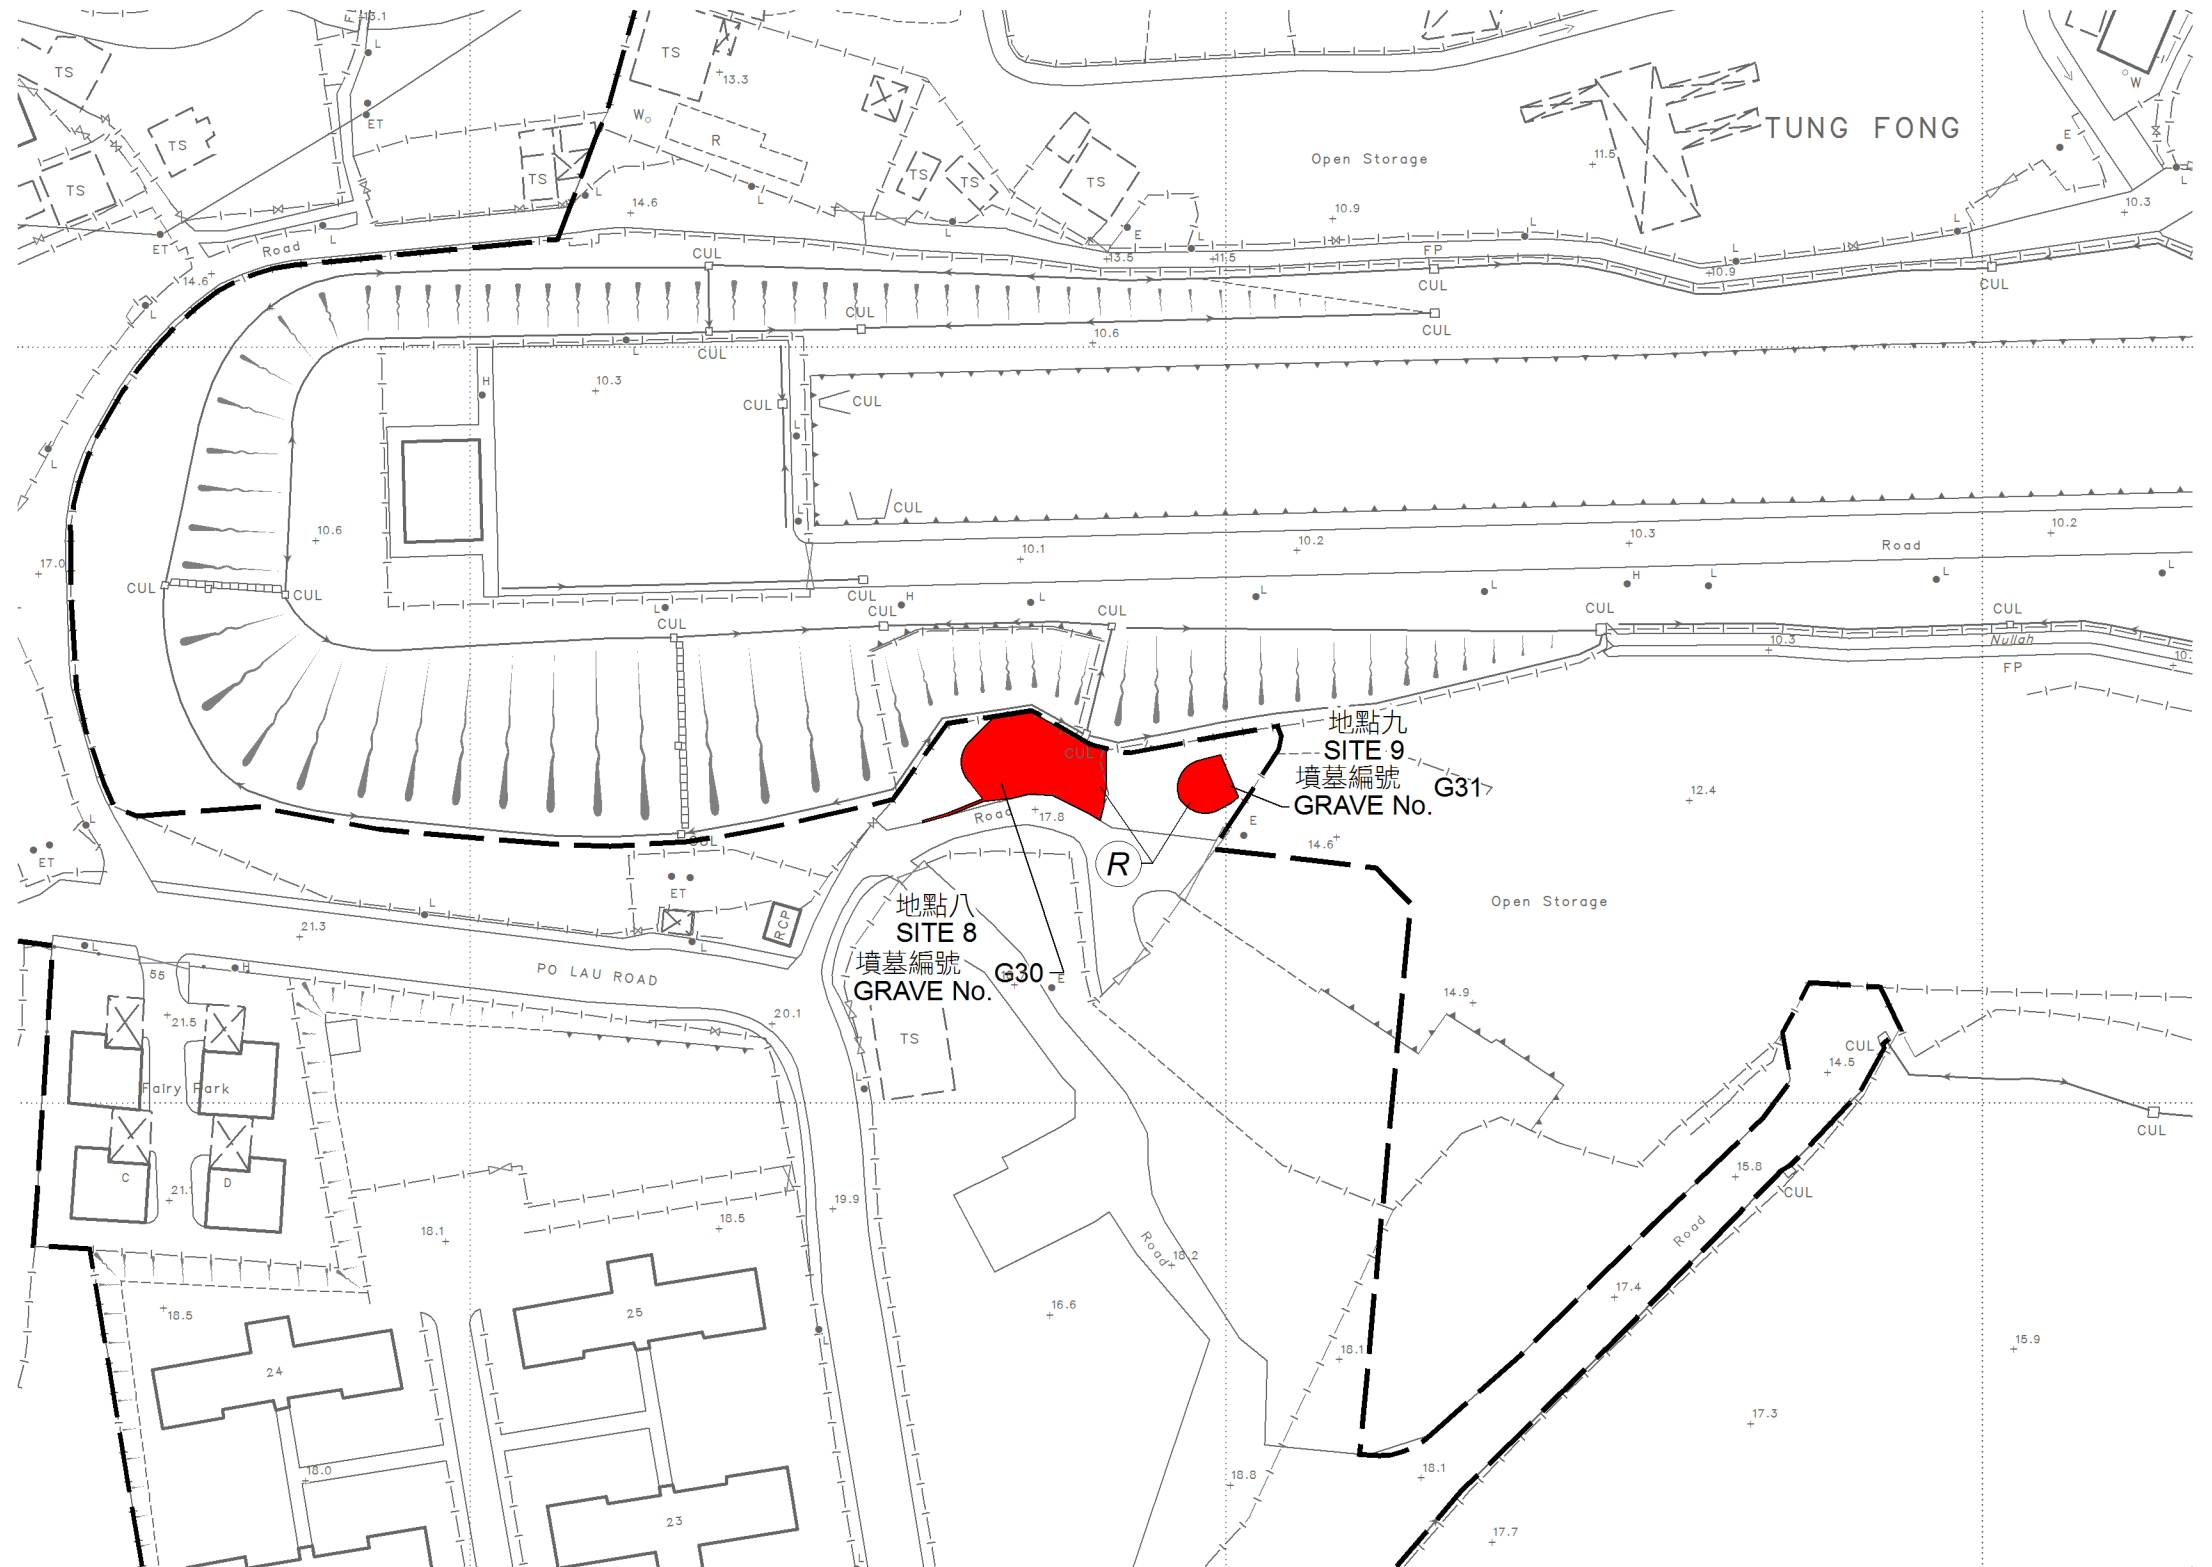 13.1
L
TS
TS
13.3
W
TUNG FONG
ET
TS
R
Open Storage
11.5
W
E
TS
TS
TS
TS
TS
L
L
14.6
L
10.9
L
10.3
Road
L
L
E
L
L
L
ET
CUL
13.5
11.5
FP
10.9
14.6
CUL
CUL
L
CUL
10.6
CUL
L
CUL
H
10.3
CUL
CUL
L
L
CUL
L
10.6
10.1
10.2
10.3
10.2
Road
17.0
CUL
CUL
CUL
H
L
L
L
H
L
L
L
L
CUL
CUL
CUL
CUL
CUL
10.3
Nullah
FP
10.
地點九
SITE 9
CUL
墳墓編號
G31
GRAVE No.
12.4
Road
17.8
E
14.6
L
ET
CUL
R
ET
地點八
SITE 8
Open Storage
RCP
L
21.3
L
L
墳墓編號
G30
GRAVE No.
E
H
55
PO LAU ROAD
14.9
21.5
20.1
TS
CUL
14.5
Fairy Park
L
CUL
C
D
21.1
15.8
CUL
19.9
18.1
18.5
Road
18.2
Road
17.4
18.5
16.6
25
L
24
18.1
15.9
17.3
18.0
18.8
18.1
23
17.7
L